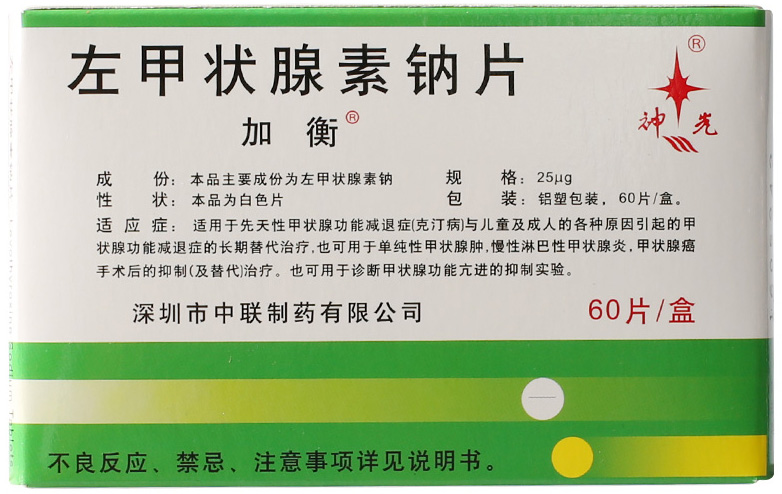 左甲状腺素钠片
加衡®
®
神光
成　份：本品主要成份为左甲状腺素钠　规　格：25μg
性　状：本品为白色片　包　装：铝塑包装，60片/盒。
适应症：适用于先天性甲状腺功能减退症(克汀病)与儿童及成人的各种原因引起的甲
状腺功能减退症的长期替代治疗,也可用于单纯性甲状腺肿,慢性淋巴性甲状腺炎,甲状腺癌
手术后的抑制(及替代)治疗。也可用于诊断甲状腺功能亢进的抑制实验。
深圳市中联制药有限公司　60片/盒
不良反应、禁忌、注意事项详见说明书。